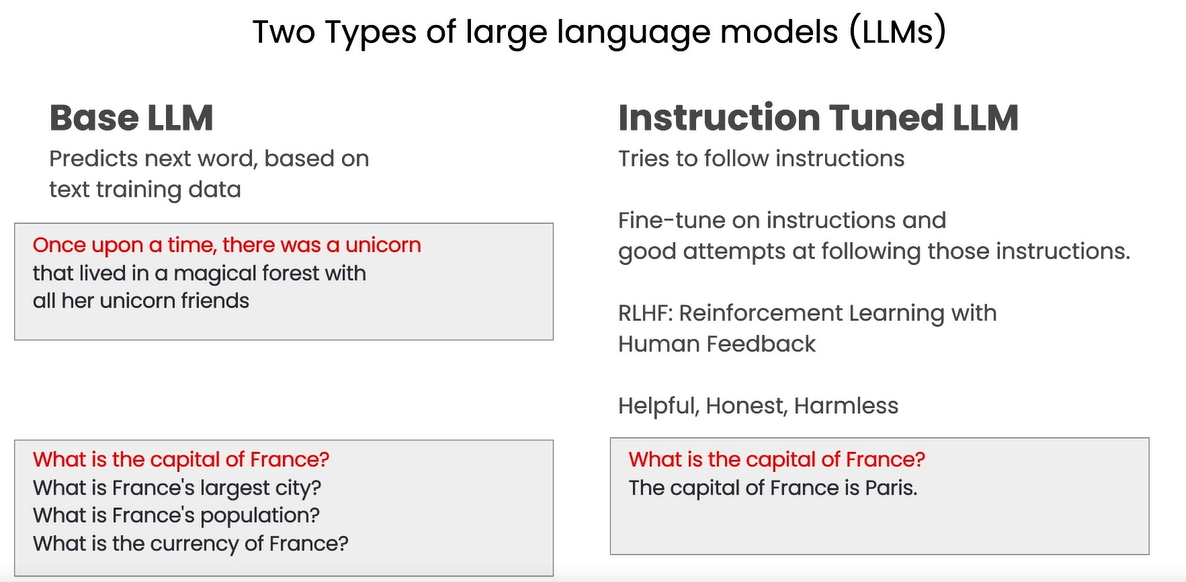 Two Types of large language models (LLMs)
Base LLM
Predicts next word, based on
text training data
Once upon a time, there was a unicorn
that lived in a magical forest with
all her unicorn friends
What is the capital of France?
What is France's largest city?
What is France's population?
What is the currency of France?
Instruction Tuned LLM
Tries to follow instructions
Fine-tune on instructions and
good attempts at following those instructions.
RLHF: Reinforcement Learning with
Human Feedback
Helpful, Honest, Harmless
What is the capital of France?
The capital of France is Paris.